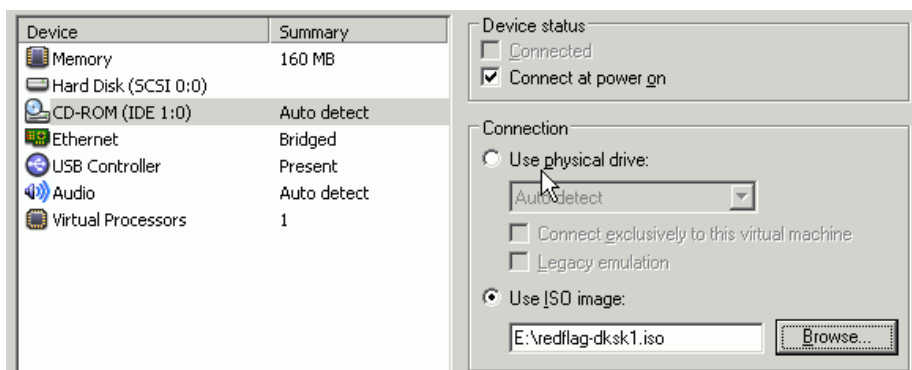 Device Summary
Memory 160 MB
Hard Disk (SCSI 0:0)
CD-ROM (IDE 1:0) Auto detect
Ethernet Bridged
USB Controller Present
Audio Auto detect
Virtual Processors 1
Device status
Connected
Connect at power on
Connection
Use physical drive:
Auto detect
Connect exclusively to this virtual machine
Legacy emulation
Use ISO image:
E:\redflag-dksk1.iso Browse...